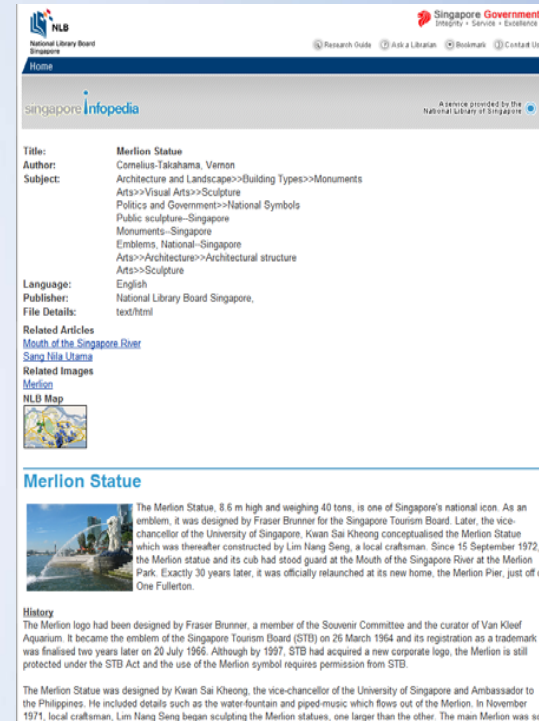 NLB
National Library Board
Singapore
Singapore Government
Integrity • Service • Excellence
Research Guide Ask a Librarian Bookmark Contact Us
Home
singapore infopedia
A service provided by the
National Library of Singapore
Title: Merlion Statue
Author: Cornelius-Takahama, Vernon
Subject: Architecture and Landscape>>Building Types>>Monuments
Arts>>Visual Arts>>Sculpture
Politics and Government>>National Symbols
Public sculpture--Singapore
Monuments--Singapore
Emblems, National--Singapore
Arts>>Architecture>>Architectural structure
Arts>>Sculpture
Language: English
Publisher: National Library Board Singapore,
File Details: text/html
Related Articles
Mouth of the Singapore River
Sang Nila Utama
Related Images
Merlion
NLB Map
Merlion Statue
The Merlion Statue, 8.6 m high and weighing 40 tons, is one of Singapore's national icon. As an
emblem, it was designed by Fraser Brunner for the Singapore Tourism Board. Later, the vice-
chancellor of the University of Singapore, Kwan Sai Kheong conceptualised the Merlion Statue
which was thereafter constructed by Lim Nang Seng, a local craftsman. Since 15 September 1972,
the Merlion statue and its cub had stood guard at the Mouth of the Singapore River at the Merlion
Park. Exactly 30 years later, it was officially relaunched at its new home, the Merlion Pier, just off
One Fullerton.
History
The Merlion logo had been designed by Fraser Brunner, a member of the Souvenir Committee and the curator of Van Kleef
Aquarium. It became the emblem of the Singapore Tourism Board (STB) on 26 March 1964 and its registration as a trademark
was finalised two years later on 20 July 1966. Although by 1997, STB had acquired a new corporate logo, the Merlion is still
protected under the STB Act and the use of the Merlion symbol requires permission from STB.
The Merlion Statue was designed by Kwan Sai Kheong, the vice-chancellor of the University of Singapore and Ambassador to
the Philippines. He included details such as the water-fountain and piped-music which flows out of the Merlion. In November
1971, local craftsman, Lim Nang Seng began sculpting the Merlion statues, one larger than the other. The main Merlion was